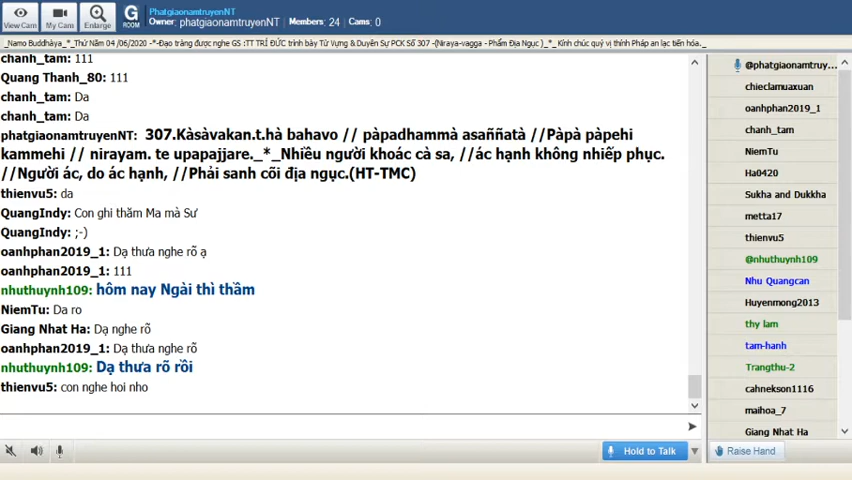 PhatgiaonamtruyenNT
Owner: phatgiaonamtruyenNT Members: 24 Cams: 0
View Cam My Cam Enlarge G ROOM
_Namo Buddhàya_*_Thứ Năm 04 /06/2020 -*-Đạo tràng được nghe GS :TT TRÍ ĐỨC trình bày Từ Vựng & Duyên Sự PCK Số 307 -(Niraya-vagga - Phẩm Địa Ngục )_*_ Kính chúc quý vị thính Pháp an lạc tiến hóa._
chanh_tam: 111
Quang Thanh_80: 111
chanh_tam: Da
chanh_tam: Da
phatgiaonamtruyenNT: 307.Kàsàvakan.t.hà bahavo // pàpadhammà asaññatà //Pàpà pàpehi
kammehi // nirayam. te upapajjare._*_Nhiều người khoác cà sa, //ác hạnh không nhiếp phục.
//Người ác, do ác hạnh, //Phải sanh cõi địa ngục.(HT-TMC)
thienvu5: da
QuangIndy: Con ghi thăm Ma mà Sư
QuangIndy: ;-)
oanhphan2019_1: Dạ thưa nghe rõ ạ
oanhphan2019_1: 111
nhuthuynh109: hôm nay Ngài thì thầm
NiemTu: Da ro
Giang Nhat Ha: Dạ nghe rõ
oanhphan2019_1: Dạ thưa nghe rõ
nhuthuynh109: Dạ thưa rõ rồi
thienvu5: con nghe hoi nho
Hold to Talk
@phatgiaonamtruy...
chieclamuaxuan
oanhphan2019_1
chanh_tam
NiemTu
Ha0420
Sukha and Dukkha
metta17
thienvu5
@nhuthuynh109
Nhu Quangcan
Huyenmong2013
thy lam
tam-hanh
Trangthu-2
cahnekson1116
maihoa_7
Giang Nhat Ha
Raise Hand